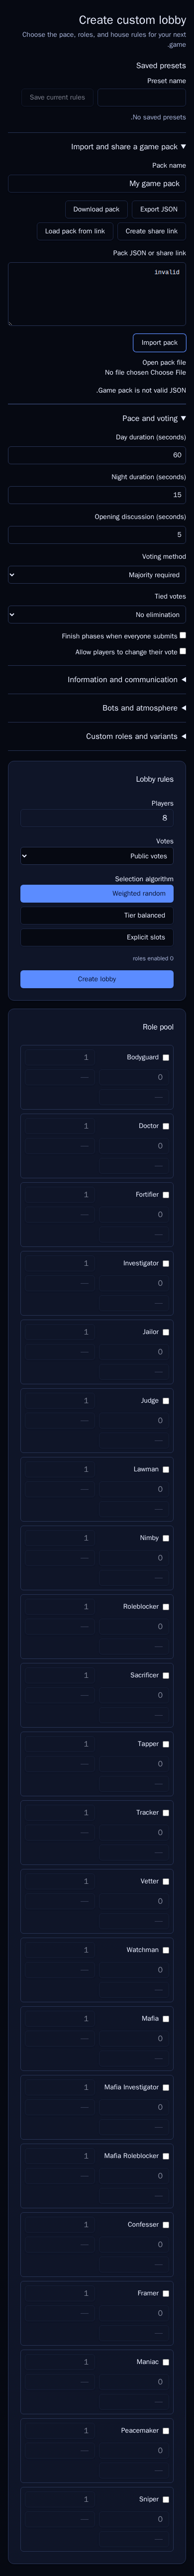 Create custom lobby
Choose the pace, roles, and house rules for your next
game.
Saved presets
Preset name
Save current rules
No saved presets.
▼ Import and share a game pack
Pack name
My game pack
Download pack
Export JSON
Load pack from link
Create share link
Pack JSON or share link
invalid
Import pack
Open pack file
No file chosen Choose File
Game pack is not valid JSON.
▼ Pace and voting
Day duration (seconds)
60
Night duration (seconds)
15
Opening discussion (seconds)
5
Voting method
Majority required
Tied votes
No elimination
Finish phases when everyone submits
Allow players to change their vote
Information and communication
Bots and atmosphere
Custom roles and variants
Lobby rules
Players
8
Votes
Public votes
Selection algorithm
Weighted random
Tier balanced
Explicit slots
roles enabled 0
Create lobby
Role pool
Bodyguard 1
0 —
—
Doctor 1
0 —
—
Fortifier 1
0 —
—
Investigator 1
0 —
—
Jailor 1
0 —
—
Judge 1
0 —
—
Lawman 1
0 —
—
Nimby 1
0 —
—
Roleblocker 1
0 —
—
Sacrificer 1
0 —
—
Tapper 1
0 —
—
Tracker 1
0 —
—
Vetter 1
0 —
—
Watchman 1
0 —
—
Mafia 1
0 —
—
Mafia Investigator 1
0 —
—
Mafia Roleblocker 1
0 —
—
Confesser 1
0 —
—
Framer 1
0 —
—
Maniac 1
0 —
—
Peacemaker 1
0 —
—
Sniper 1
0 —
—